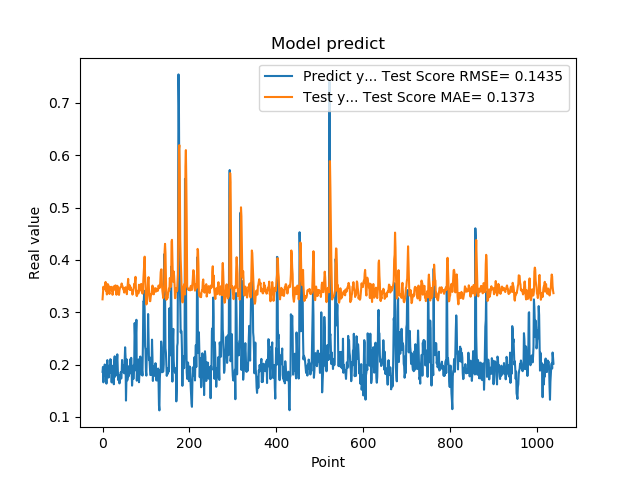 Model predict
Predict y... Test Score RMSE= 0.1435
Test y... Test Score MAE= 0.1373
Real value
0.7
0.6
0.5
0.4
0.3
0.2
0.1
0 200 400 600 800 1000
Point